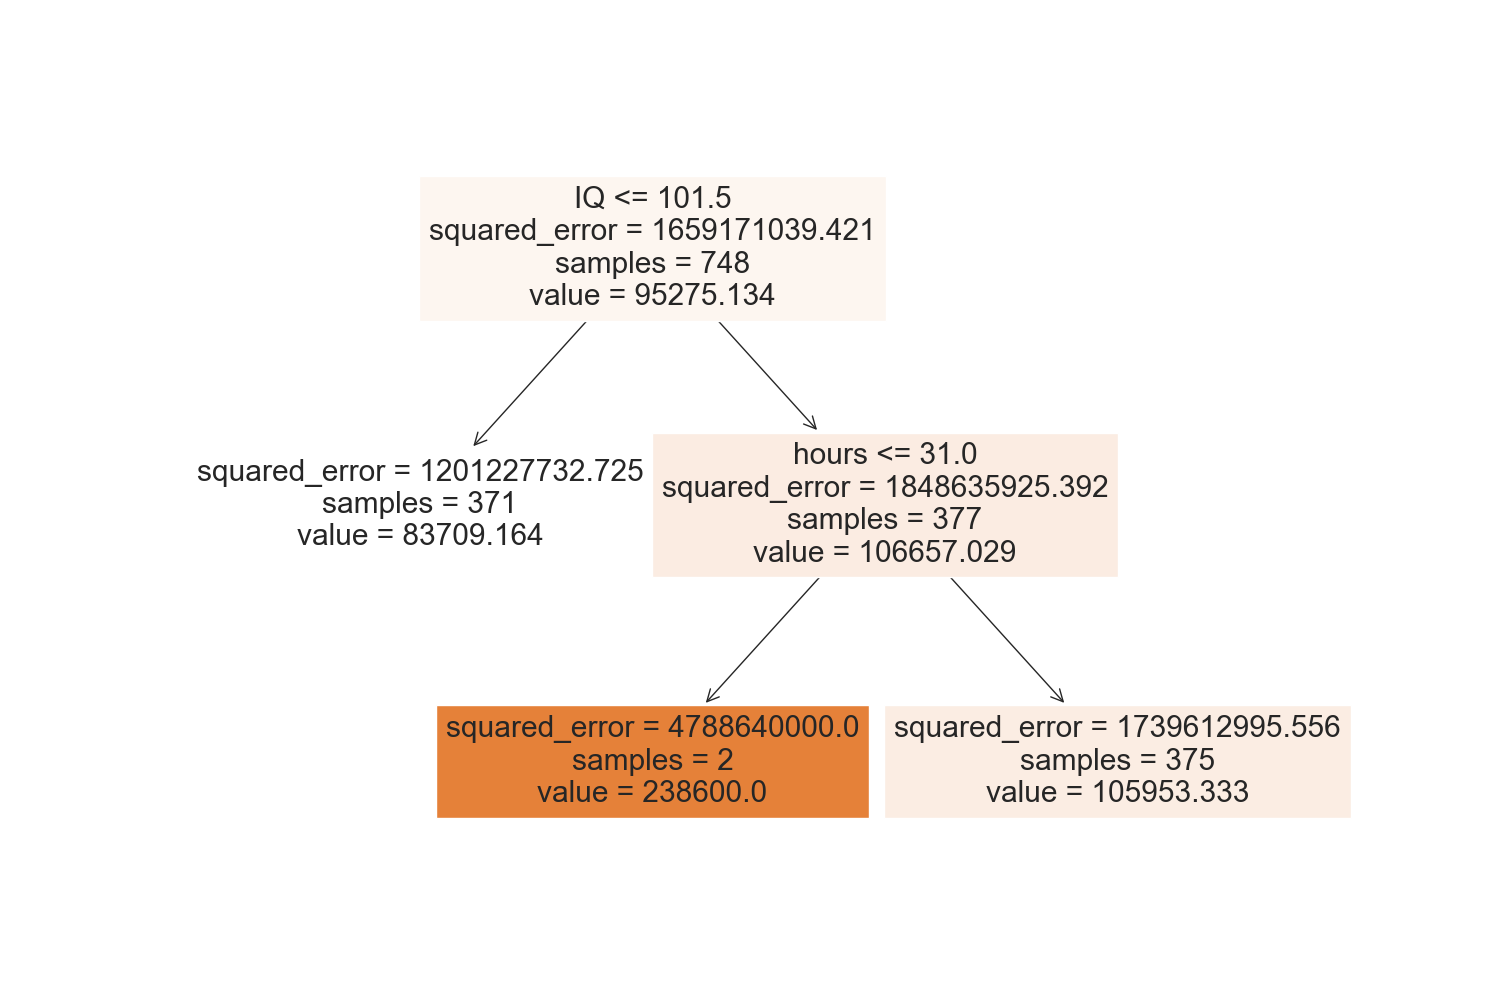 IQ <= 101.5
squared_error = 1659171039.421
samples = 748
value = 95275.134
squared_error = 1201227732.725
samples = 371
value = 83709.164
hours <= 31.0
squared_error = 1848635925.392
samples = 377
value = 106657.029
squared_error = 4788640000.0
samples = 2
value = 238600.0
squared_error = 1739612995.556
samples = 375
value = 105953.333